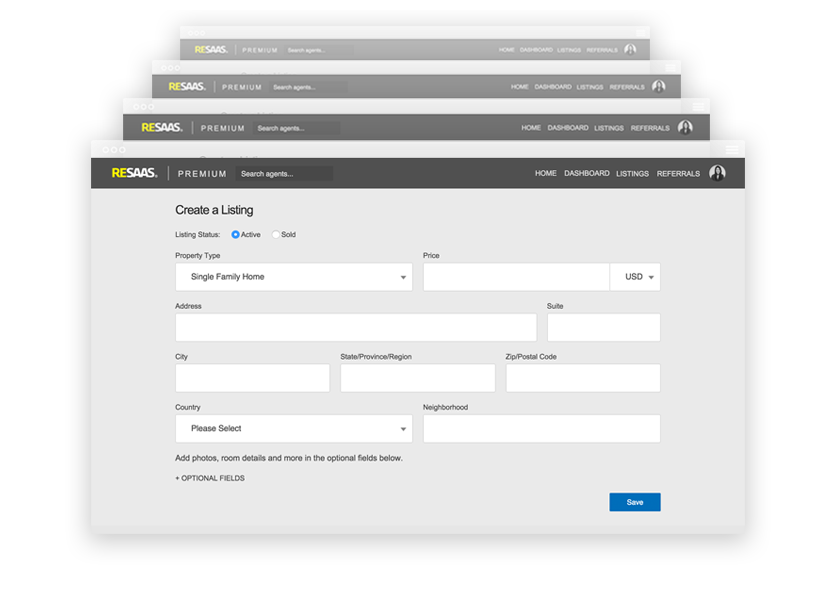 RESAAS. PREMIUM Search agents... HOME DASHBOARD LISTINGS REFERRALS
RESAAS. PREMIUM Search agents... HOME DASHBOARD LISTINGS REFERRALS
RESAAS. PREMIUM Search agents... HOME DASHBOARD LISTINGS REFERRALS
RESAAS. PREMIUM Search agents... HOME DASHBOARD LISTINGS REFERRALS
Create a Listing
Listing Status: Active Sold
Property Type Price
Single Family Home USD
Address Suite
City State/Province/Region Zip/Postal Code
Country Neighborhood
Please Select
Add photos, room details and more in the optional fields below.
+ OPTIONAL FIELDS
Save